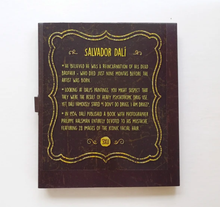 SALVADOR DALÍ
• HE BELIEVED HE WAS A REINCARNATION OF HIS DEAD
BROTHER – WHO DIED JUST NINE MONTHS BEFORE THE
ARTIST WAS BORN.
• LOOKING AT DALÍ'S PAINTINGS YOU MIGHT SUSPECT THAT
THEY WERE THE RESULT OF HEAVY PSYCHOTROPIC DRUG USE
YET DALÍ FAMOUSLY STATED "I DON'T DO DRUGS. I AM DRUGS".
• IN 1954, DALÍ PUBLISHED A BOOK WITH PHOTOGRAPHER
PHILIPPE HALSMAN ENTIRELY DEVOTED TO HIS MUSTACHE,
FEATURING 28 IMAGES OF THE ICONIC FACIAL HAIR